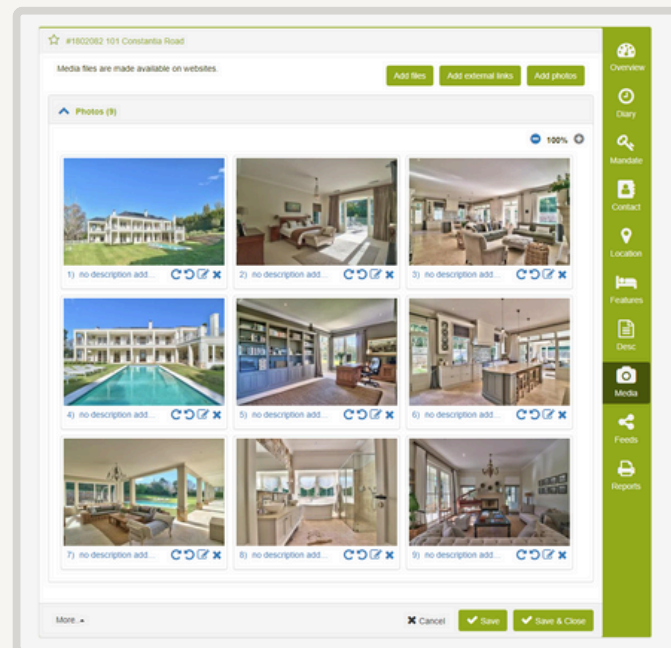 #1602082 101 Constantia Road
Media files are made available on websites.
Add files
Add external links
Add photos
Photos (9)
100%
1) no description add...
2) no description add...
3) no description add...
4) no description add...
5) no description add...
6) no description add...
7) no description add...
8) no description add...
9) no description add...
More..
Cancel
Save
Save & Close
Overview
Diary
Mandate
Contact
Location
Features
Desc
Media
Feeds
Reports